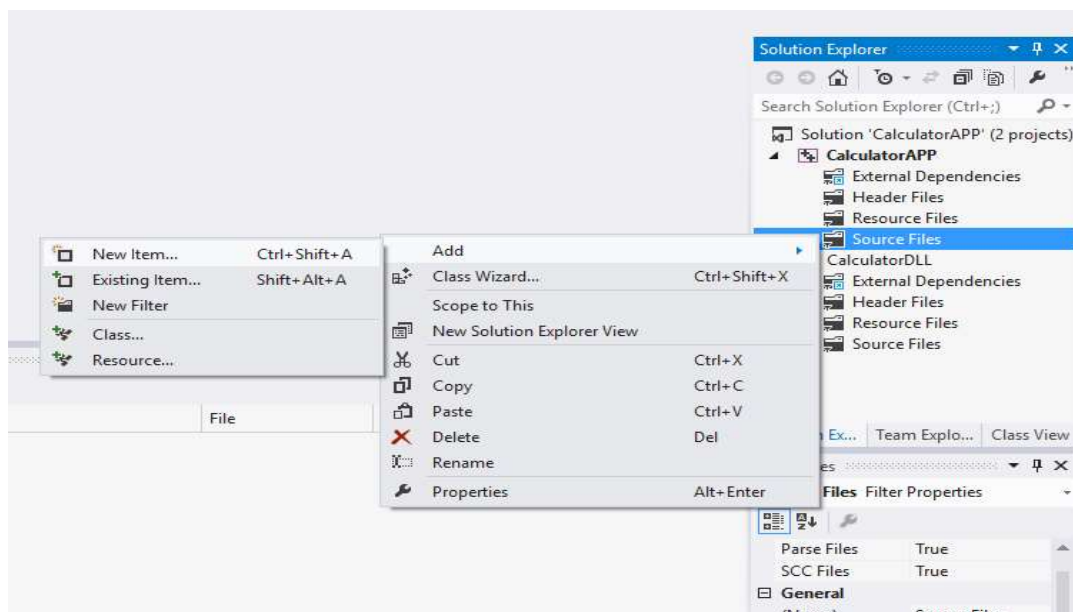 Solution Explorer
Search Solution Explorer (Ctrl+;)
Solution 'CalculatorAPP' (2 projects)
CalculatorAPP
External Dependencies
Header Files
Resource Files
Source Files
CalculatorDLL
External Dependencies
Header Files
Resource Files
Source Files
New Item... Ctrl+Shift+A
Existing Item... Shift+Alt+A
New Filter
Class...
Resource...
Add
Class Wizard... Ctrl+Shift+X
Scope to This
New Solution Explorer View
Cut Ctrl+X
Copy Ctrl+C
Paste Ctrl+V
Delete Del
Rename
Properties Alt+Enter
File
Ex... Team Explo... Class View
Files Filter Properties
Parse Files True
SCC Files True
General